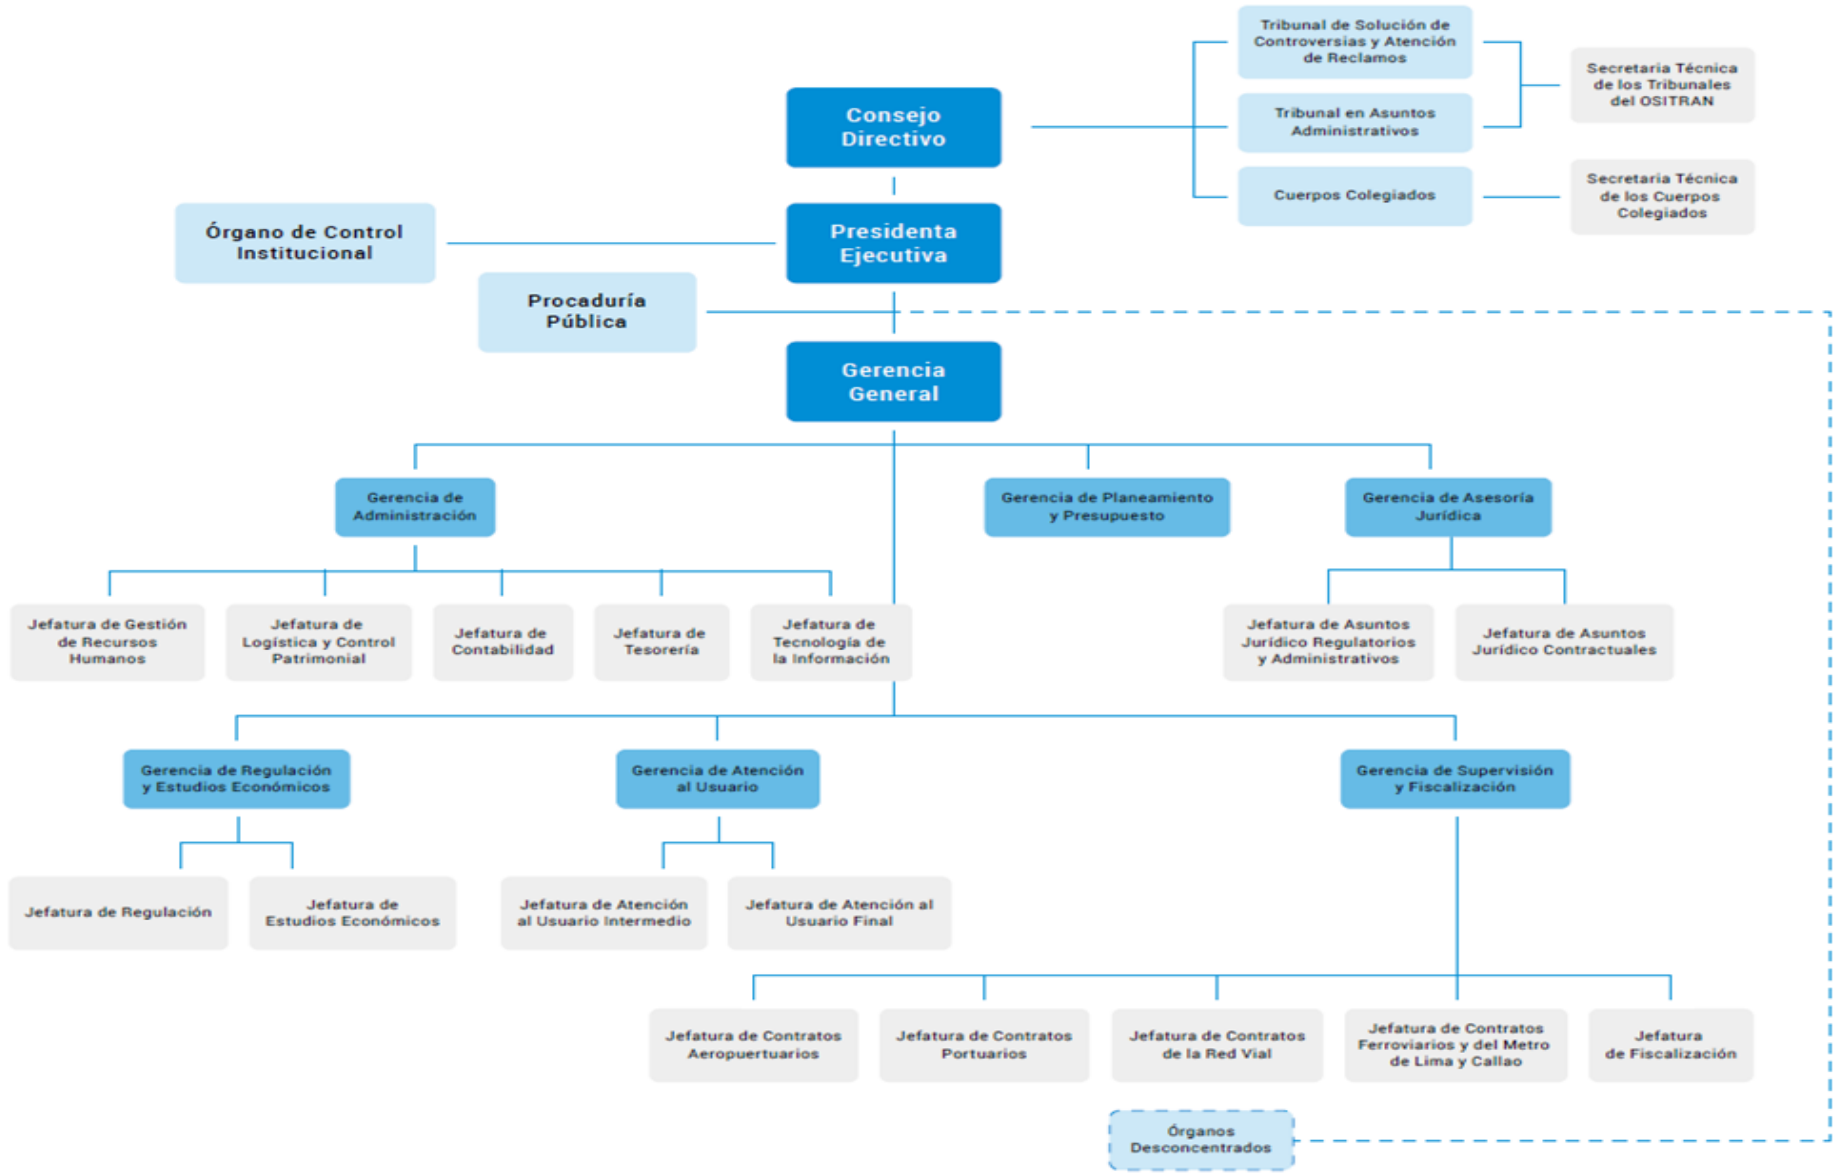 Tribunal de Solución de
Controversias y Atención
de Reclamos
Secretaria Técnica
de los Tribunales
del OSITRAN
Consejo
Directivo
Tribunal en Asuntos
Administrativos
Cuerpos Colegiados
Secretaria Técnica
de los Cuerpos
Colegiados
Órgano de Control
Institucional
Presidenta
Ejecutiva
Procaduría
Pública
Gerencia
General
Gerencia de
Administración
Gerencia de Planeamiento
y Presupuesto
Gerencia de Asesoría
Jurídica
Jefatura de Gestión
de Recursos
Humanos
Jefatura de
Logística y Control
Patrimonial
Jefatura de
Contabilidad
Jefatura de
Tesorería
Jefatura de
Tecnología de
la Información
Jefatura de Asuntos
Jurídico Regulatorios
y Administrativos
Jefatura de Asuntos
Jurídico Contractuales
Gerencia de Regulación
y Estudios Económicos
Gerencia de Atención
al Usuario
Gerencia de Supervisión
y Fiscalización
Jefatura de Regulación
Jefatura de
Estudios Económicos
Jefatura de Atención
al Usuario Intermedio
Jefatura de Atención al
Usuario Final
Jefatura de Contratos
Aeropuertuarios
Jefatura de Contratos
Portuarios
Jefatura de Contratos
de la Red Vial
Jefatura de Contratos
Ferroviarios y del Metro
de Lima y Callao
Jefatura
de Fiscalización
Órganos
Desconcentrados